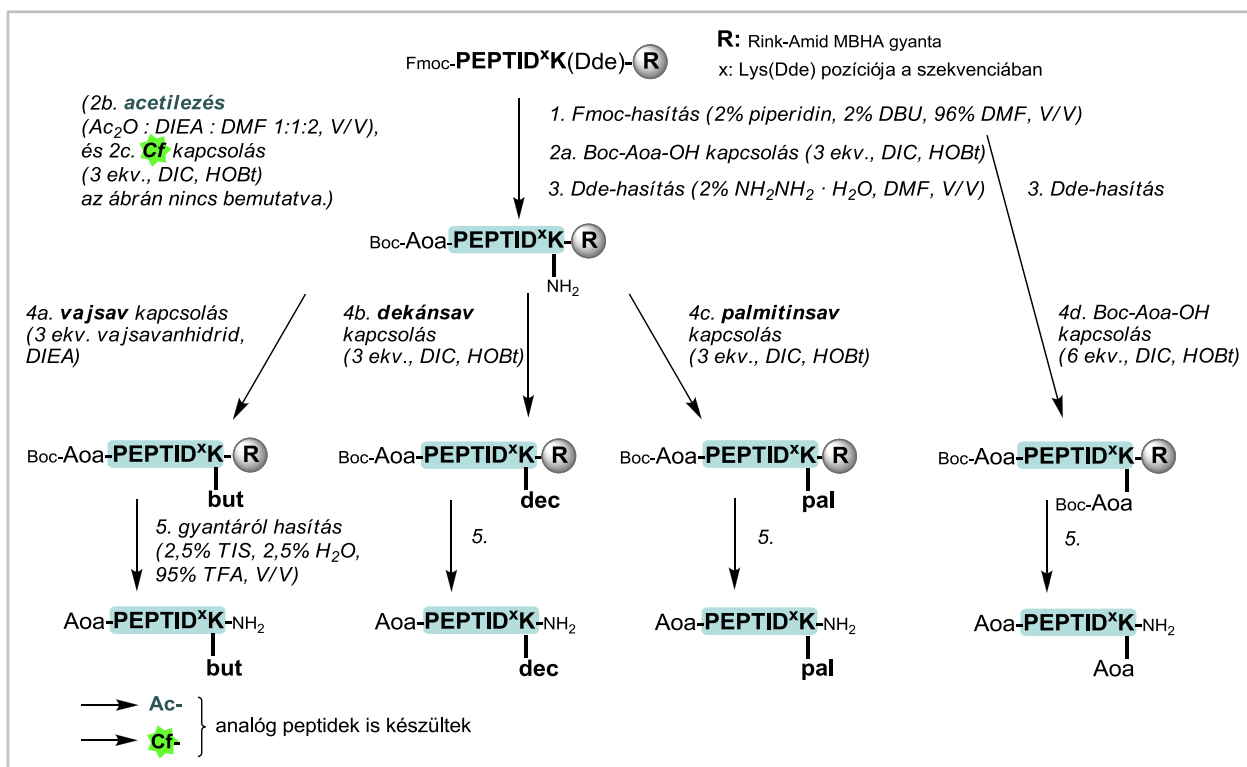 Fmoc-PEPTIDˣK(Dde)-R
R: Rink-Amid MBHA gyanta
x: Lys(Dde) pozíciója a szekvenciában
(2b. acetilezés
(Ac₂O : DIEA : DMF 1:1:2, V/V),
és 2c. Cf kapcsolás
(3 ekv., DIC, HOBt)
az ábrán nincs bemutatva.)
1. Fmoc-hasítás (2% piperidin, 2% DBU, 96% DMF, V/V)
2a. Boc-Aoa-OH kapcsolás (3 ekv., DIC, HOBt)
3. Dde-hasítás (2% NH₂NH₂ · H₂O, DMF, V/V)
3. Dde-hasítás
Boc-Aoa-PEPTIDˣK-R
NH₂
4a. vajsav kapcsolás
(3 ekv. vajsavanhidrid,
DIEA)
4b. dekánsav
kapcsolás
(3 ekv., DIC, HOBt)
4c. palmitinsav
kapcsolás
(3 ekv., DIC, HOBt)
4d. Boc-Aoa-OH
kapcsolás
(6 ekv., DIC, HOBt)
Boc-Aoa-PEPTIDˣK-R
but
Boc-Aoa-PEPTIDˣK-R
dec
Boc-Aoa-PEPTIDˣK-R
pal
Boc-Aoa-PEPTIDˣK-R
Boc-Aoa
5. gyantáról hasítás
(2,5% TIS, 2,5% H₂O,
95% TFA, V/V)
5.
5.
5.
Aoa-PEPTIDˣK-NH₂
but
Aoa-PEPTIDˣK-NH₂
dec
Aoa-PEPTIDˣK-NH₂
pal
Aoa-PEPTIDˣK-NH₂
Aoa
Ac-
Cf-
analóg peptidek is készültek